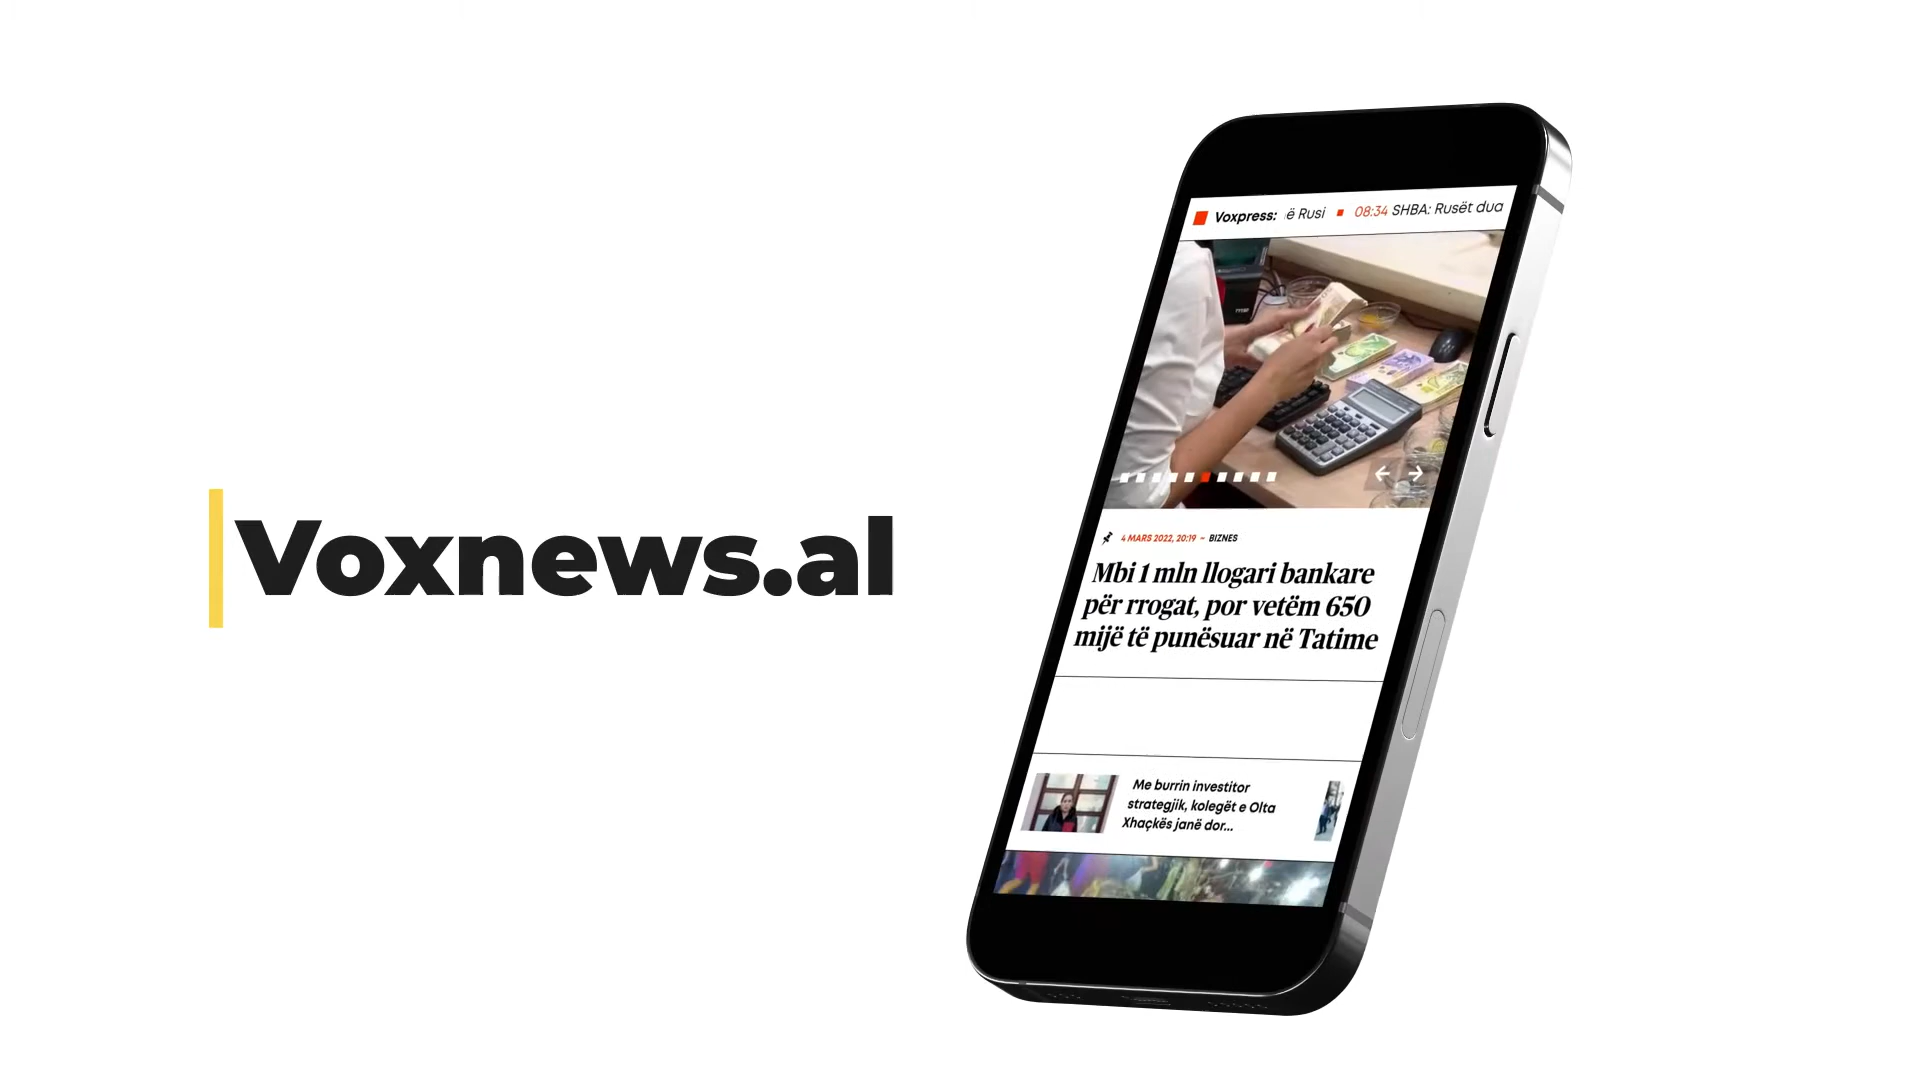 Voxnews.al
Voxpress: ë Rusi 08:34 SHBA: Rusët dua
4 MARS 2022, 20:19 – BIZNES
Mbi 1 mln llogari bankare
për rrogat, por vetëm 650
mijë të punësuar në Tatime
Me burrin investitor
strategjik, kolegët e Olta
Xhaçkës janë dor...